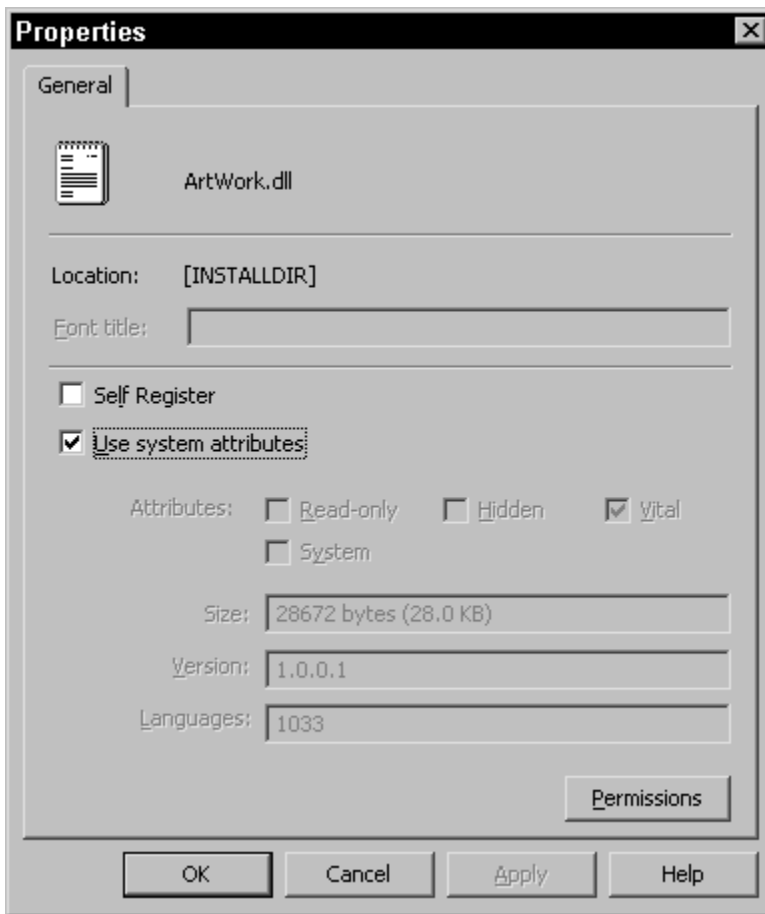 Properties
General
ArtWork.dll
Location: [INSTALLDIR]
Font title:
Self Register
Use system attributes
Attributes: Read-only Hidden Vital
System
Size: 28672 bytes (28.0 KB)
Version: 1.0.0.1
Languages: 1033
Permissions
OK Cancel Apply Help